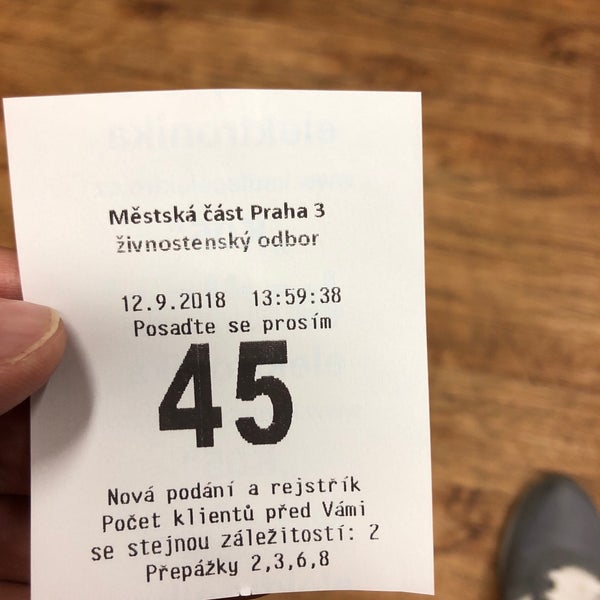 Městská část Praha 3
živnostenský odbor
12.9.2018 13:59:38
Posaďte se prosím
45
Nová podání a rejstřík
Počet klientů před Vámi
se stejnou záležitostí: 2
Přepážky 2,3,6,8